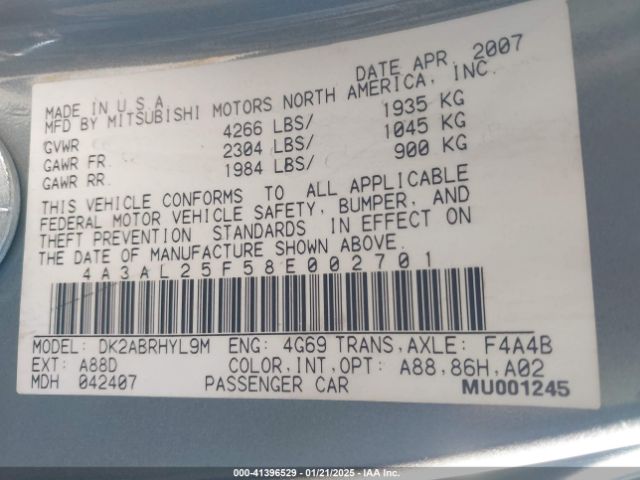 DATE APR, 2007
MADE IN U.S.A.
MFD BY MITSUBISHI MOTORS NORTH AMERICA, INC.
GVWR 4266 LBS/ 1935 KG
GAWR FR. 2304 LBS/ 1045 KG
GAWR RR. 1984 LBS/ 900 KG
THIS VEHICLE CONFORMS TO ALL APPLICABLE
FEDERAL MOTOR VEHICLE SAFETY, BUMPER, AND
THEFT PREVENTION STANDARDS IN EFFECT ON
THE DATE OF MANUFACTURE SHOWN ABOVE.
4A3AL25F58E002701
MODEL: DK2ABRHYL9M ENG: 4G69 TRANS,AXLE: F4A4B
EXT: A88D COLOR,INT,OPT: A88,86H,A02
MDH 042407 PASSENGER CAR MU001245
000-41396529 - 01/21/2025 - IAAI.COM